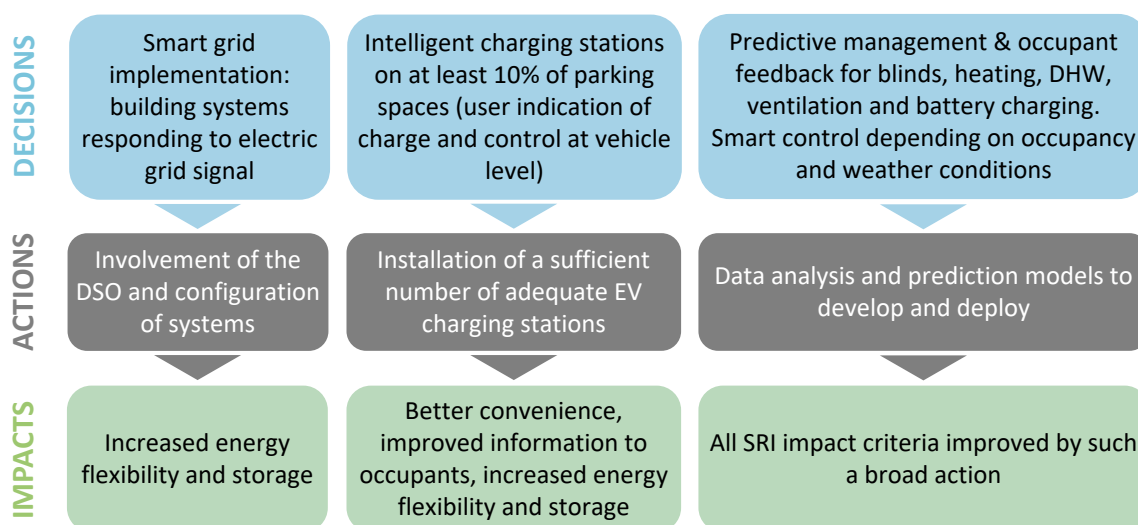 DECISIONS
Smart grid
implementation:
building systems
responding to electric
grid signal
Intelligent charging stations
on at least 10% of parking
spaces (user indication of
charge and control at vehicle
level)
Predictive management & occupant
feedback for blinds, heating, DHW,
ventilation and battery charging.
Smart control depending on occupancy
and weather conditions
ACTIONS
Involvement of the
DSO and configuration
of systems
Installation of a sufficient
number of adequate EV
charging stations
Data analysis and prediction models to
develop and deploy
IMPACTS
Increased energy
flexibility and storage
Better convenience,
improved information to
occupants, increased energy
flexibility and storage
All SRI impact criteria improved by such
a broad action